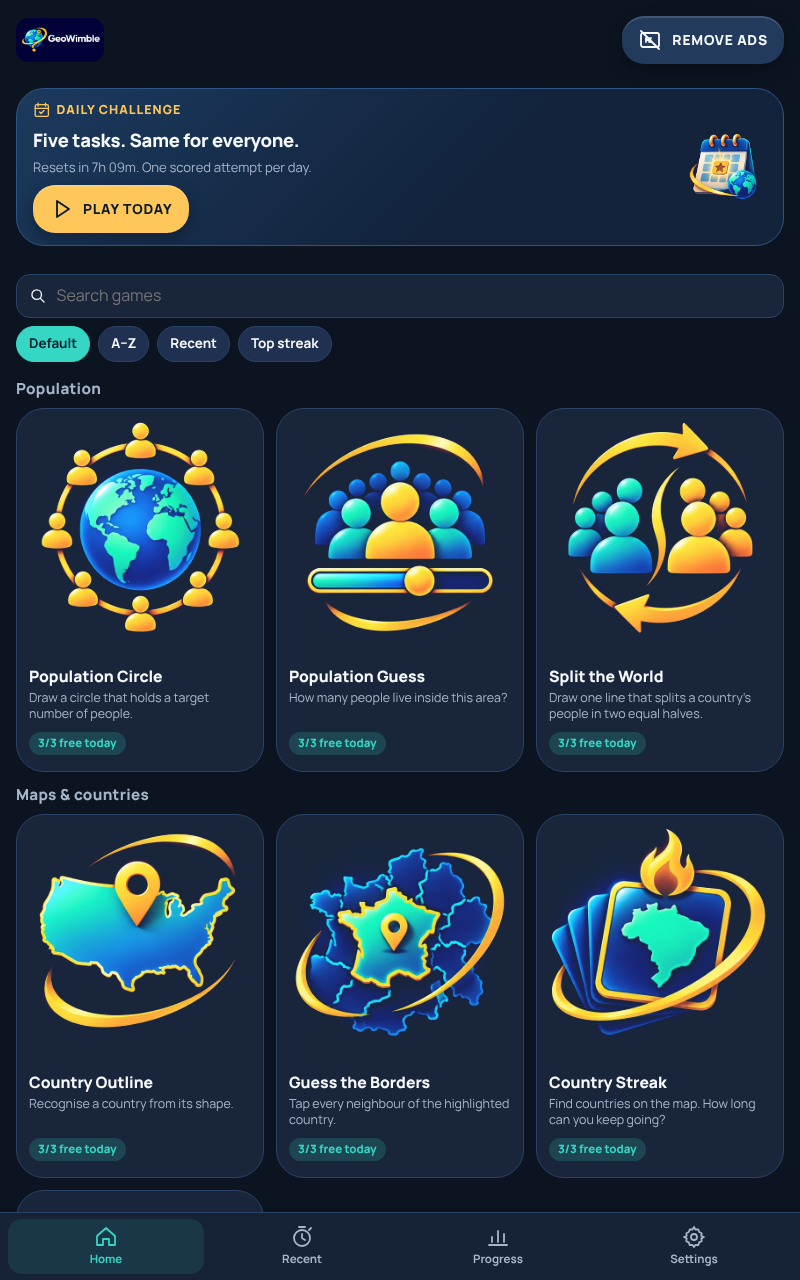 GeoWimble
REMOVE ADS
DAILY CHALLENGE
Five tasks. Same for everyone.
Resets in 7h 09m. One scored attempt per day.
PLAY TODAY
Search games
Default
A–Z
Recent
Top streak
Population
Population Circle
Draw a circle that holds a target
number of people.
3/3 free today
Population Guess
How many people live inside this area?
3/3 free today
Split the World
Draw one line that splits a country's
people in two equal halves.
3/3 free today
Maps & countries
Country Outline
Recognise a country from its shape.
3/3 free today
Guess the Borders
Tap every neighbour of the highlighted
country.
3/3 free today
Country Streak
Find countries on the map. How long
can you keep going?
3/3 free today
Home
Recent
Progress
Settings